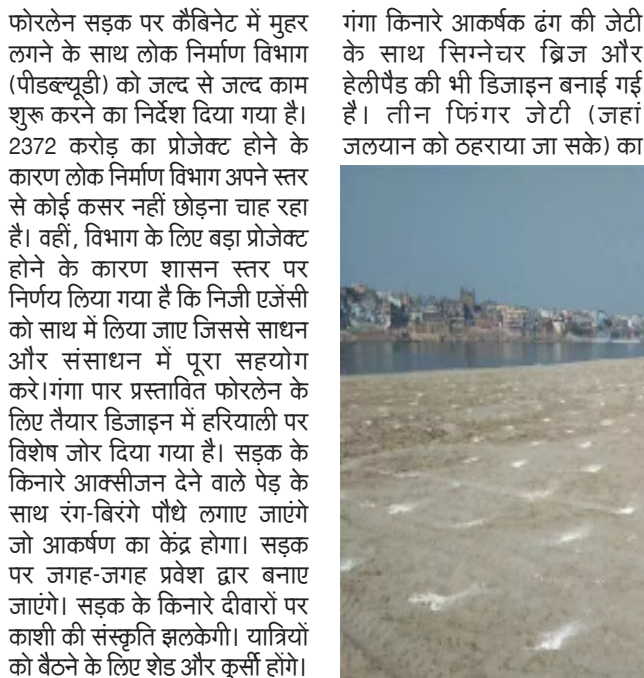 फोरलेन सड़क पर कैबिनेट में मुहर
लगने के साथ लोक निर्माण विभाग
(पीडब्ल्यूडी) को जल्द से जल्द काम
शुरू करने का निर्देश दिया गया है।
2372 करोड़ का प्रोजेक्ट होने के
कारण लोक निर्माण विभाग अपने स्तर
से कोई कसर नहीं छोड़ना चाह रहा
है। वहीं, विभाग के लिए बड़ा प्रोजेक्ट
होने के कारण शासन स्तर पर
निर्णय लिया गया है कि निजी एजेंसी
को साथ में लिया जाए जिससे साधन
और संसाधन में पूरा सहयोग
करे।गंगा पार प्रस्तावित फोरलेन के
लिए तैयार डिजाइन में हरियाली पर
विशेष जोर दिया गया है। सड़क के
किनारे आक्सीजन देने वाले पेड़ के
साथ रंग-बिरंगे पौधे लगाए जाएंगे
जो आकर्षण का केंद्र होगा। सड़क
पर जगह-जगह प्रवेश द्वार बनाए
जाएंगे। सड़क के किनारे दीवारों पर
काशी की संस्कृति झलकेगी। यात्रियों
को बैठने के लिए शेड और कुर्सी होंगे।
गंगा किनारे आकर्षक ढंग की जेटी
के साथ सिग्नेचर ब्रिज और
हेलीपैड की भी डिजाइन बनाई गई
है। तीन फिंगर जेटी (जहां
जलयान को ठहराया जा सके) का